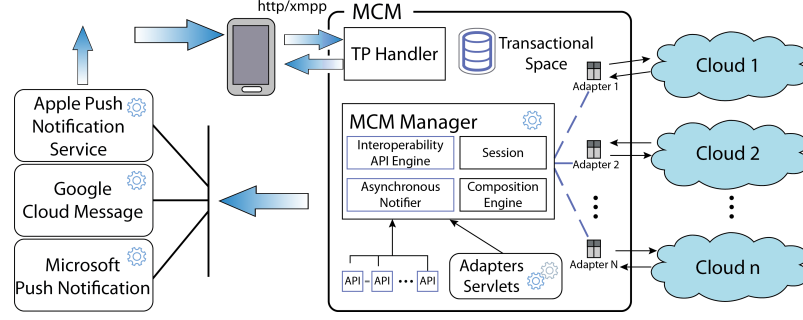 http/xmpp
MCM
TP Handler
Transactional
Space
Adapter 1
Cloud 1
Apple Push
Notification
Service
Google
Cloud Message
Microsoft
Push Notification
MCM Manager
Interoperability
API Engine
Session
Asynchronous
Notifier
Composition
Engine
Adapter 2
Cloud 2
API
API
API
Adapters
Servlets
Adapter N
Cloud n